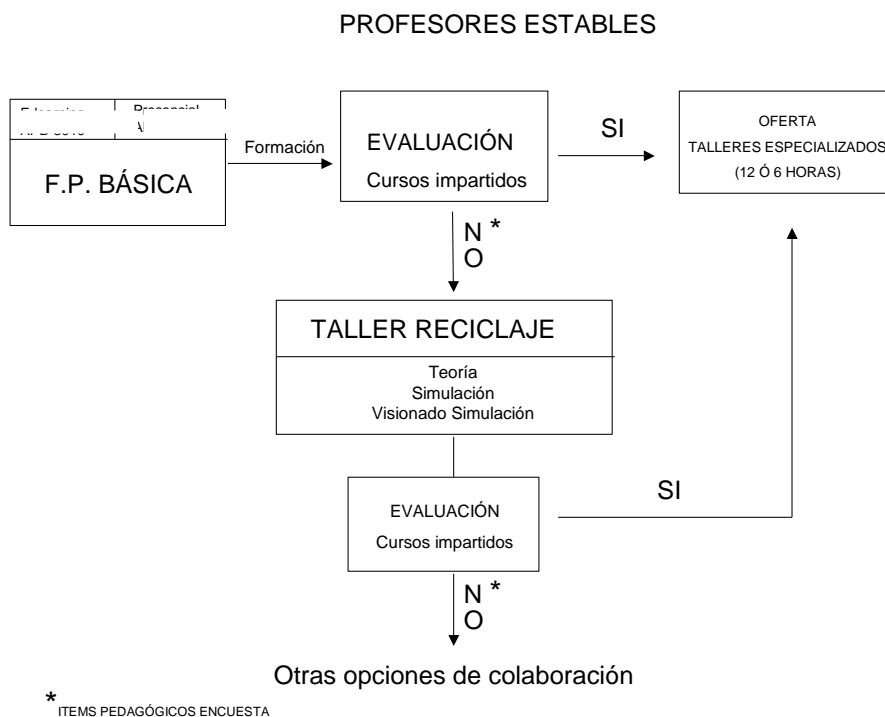 PROFESORES ESTABLES
F.P. BÁSICA
Formación
EVALUACIÓN
Cursos impartidos
SI
OFERTA
TALLERES ESPECIALIZADOS
(12 Ó 6 HORAS)
N *
O
TALLER RECICLAJE
Teoría
Simulación
Visionado Simulación
EVALUACIÓN
Cursos impartidos
SI
N *
O
Otras opciones de colaboración
* ITEMS PEDAGÓGICOS ENCUESTA